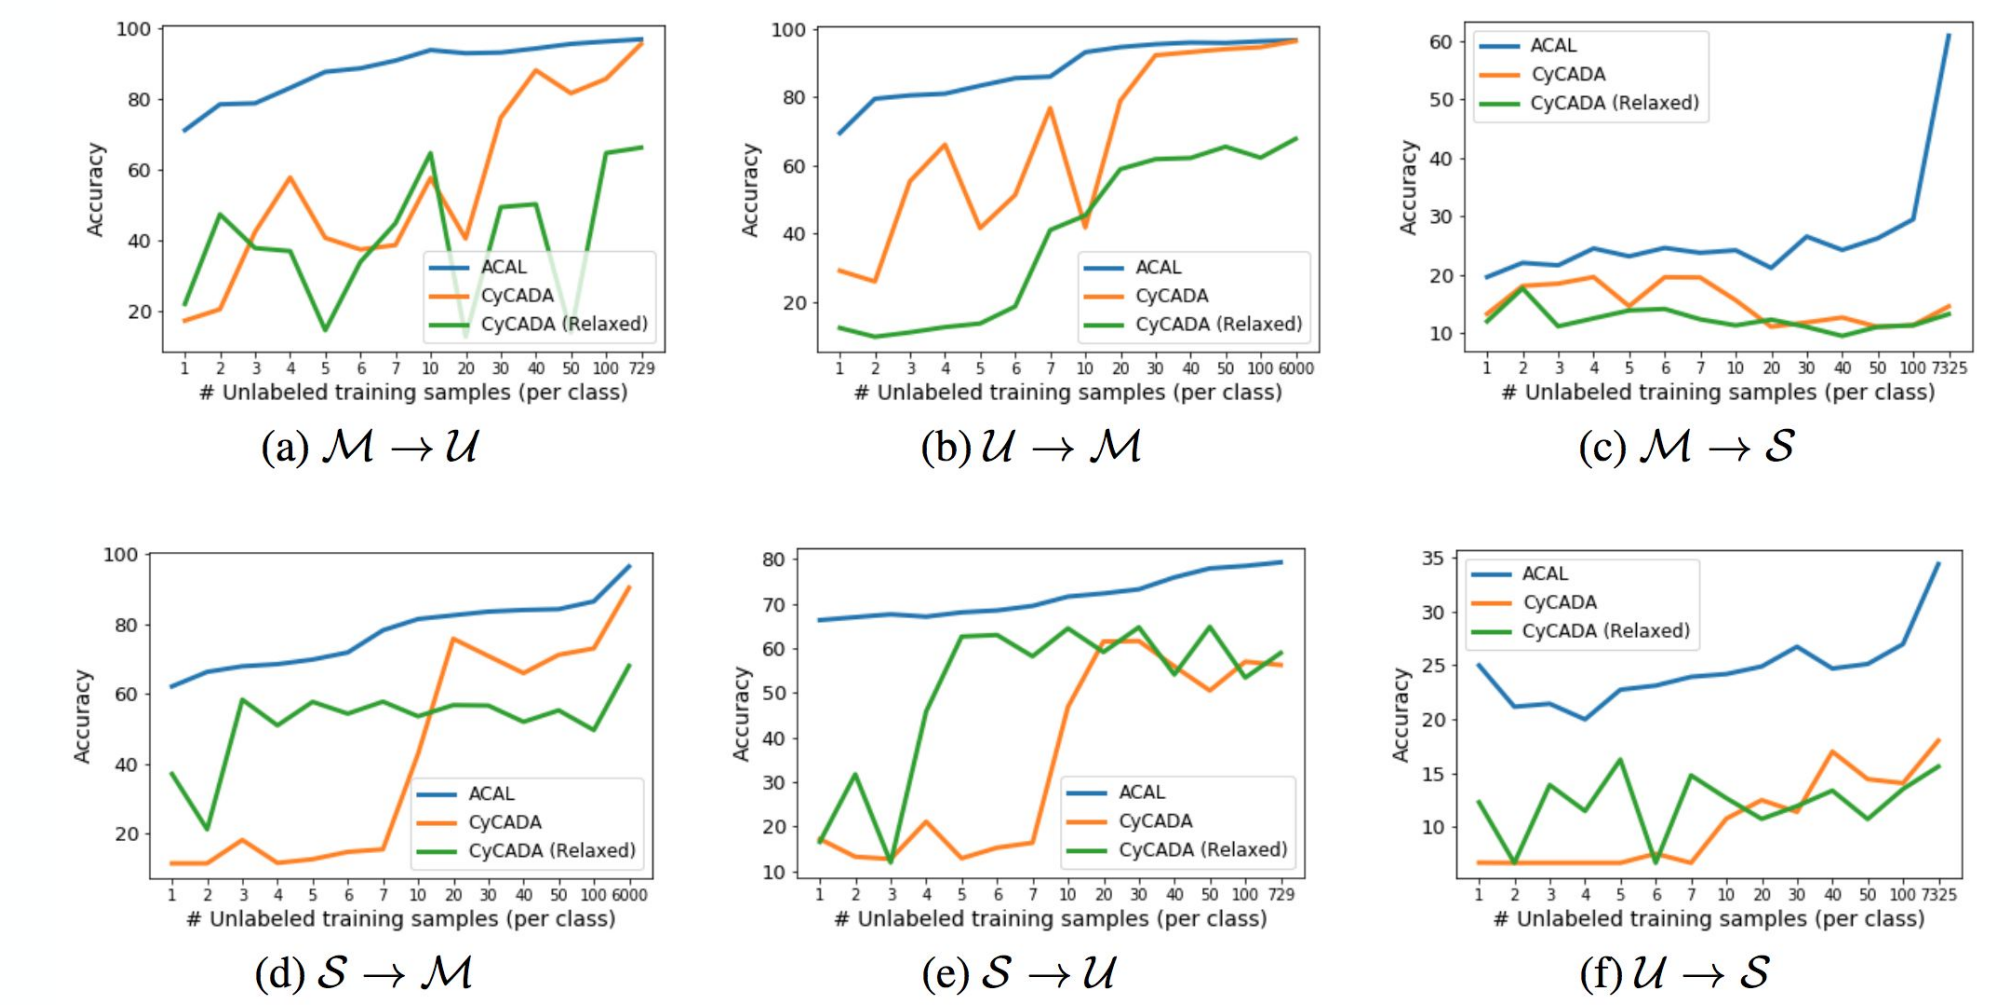 100
80
60
40
20
Accuracy
ACAL
CyCADA
CyCADA (Relaxed)
1 2 3 4 5 6 7 10 20 30 40 50 100 729
# Unlabeled training samples (per class)
(a) ℳ → 𝒰
100
80
60
40
20
Accuracy
ACAL
CyCADA
CyCADA (Relaxed)
1 2 3 4 5 6 7 10 20 30 40 50 100 6000
# Unlabeled training samples (per class)
(b) 𝒰 → ℳ
60
50
40
30
20
10
Accuracy
ACAL
CyCADA
CyCADA (Relaxed)
1 2 3 4 5 6 7 10 20 30 40 50 100 7325
# Unlabeled training samples (per class)
(c) ℳ → 𝒮
100
80
60
40
20
Accuracy
ACAL
CyCADA
CyCADA (Relaxed)
1 2 3 4 5 6 7 10 20 30 40 50 100 6000
# Unlabeled training samples (per class)
(d) 𝒮 → ℳ
80
70
60
50
40
30
20
10
Accuracy
ACAL
CyCADA
CyCADA (Relaxed)
1 2 3 4 5 6 7 10 20 30 40 50 100 729
# Unlabeled training samples (per class)
(e) 𝒮 → 𝒰
35
30
25
20
15
10
Accuracy
ACAL
CyCADA
CyCADA (Relaxed)
1 2 3 4 5 6 7 10 20 30 40 50 100 7325
# Unlabeled training samples (per class)
(f) 𝒰 → 𝒮